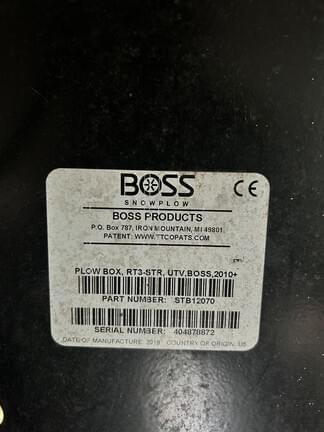 BOSS
SNOWPLOW
CE
BOSS PRODUCTS
P.O. Box 787, IRON MOUNTAIN, MI 49801
PATENT: WWW.TTCOPATS.COM
PLOW BOX, RT3-STR, UTV,BOSS,2010+
PART NUMBER: STB12070
SERIAL NUMBER: 404878872
DATE OF MANUFACTURE: 2018 COUNTRY OF ORIGIN: US